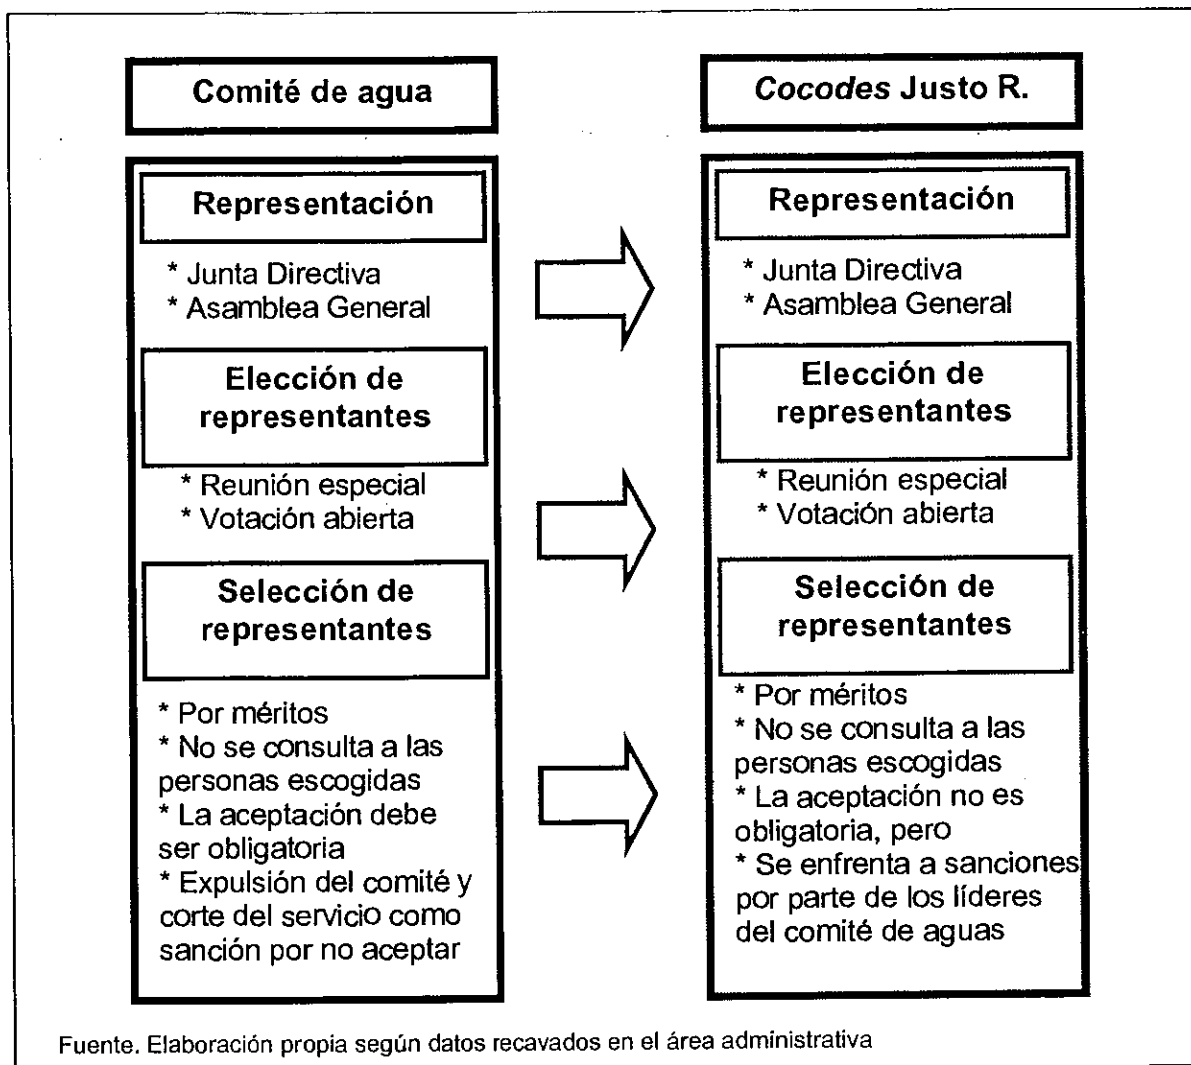 Comité de agua
Representación
* Junta Directiva
* Asamblea General
Elección de
representantes
* Reunión especial
* Votación abierta
Selección de
representantes
* Por méritos
* No se consulta a las
personas escogidas
* La aceptación debe
ser obligatoria
* Expulsión del comité y
corte del servicio como
sanción por no aceptar
Cocodes Justo R.
Representación
* Junta Directiva
* Asamblea General
Elección de
representantes
* Reunión especial
* Votación abierta
Selección de
representantes
* Por méritos
* No se consulta a las
personas escogidas
* La aceptación no es
obligatoria, pero
* Se enfrenta a sanciones
por parte de los líderes
del comité de aguas
Fuente. Elaboración propia según datos recavados en el área administrativa